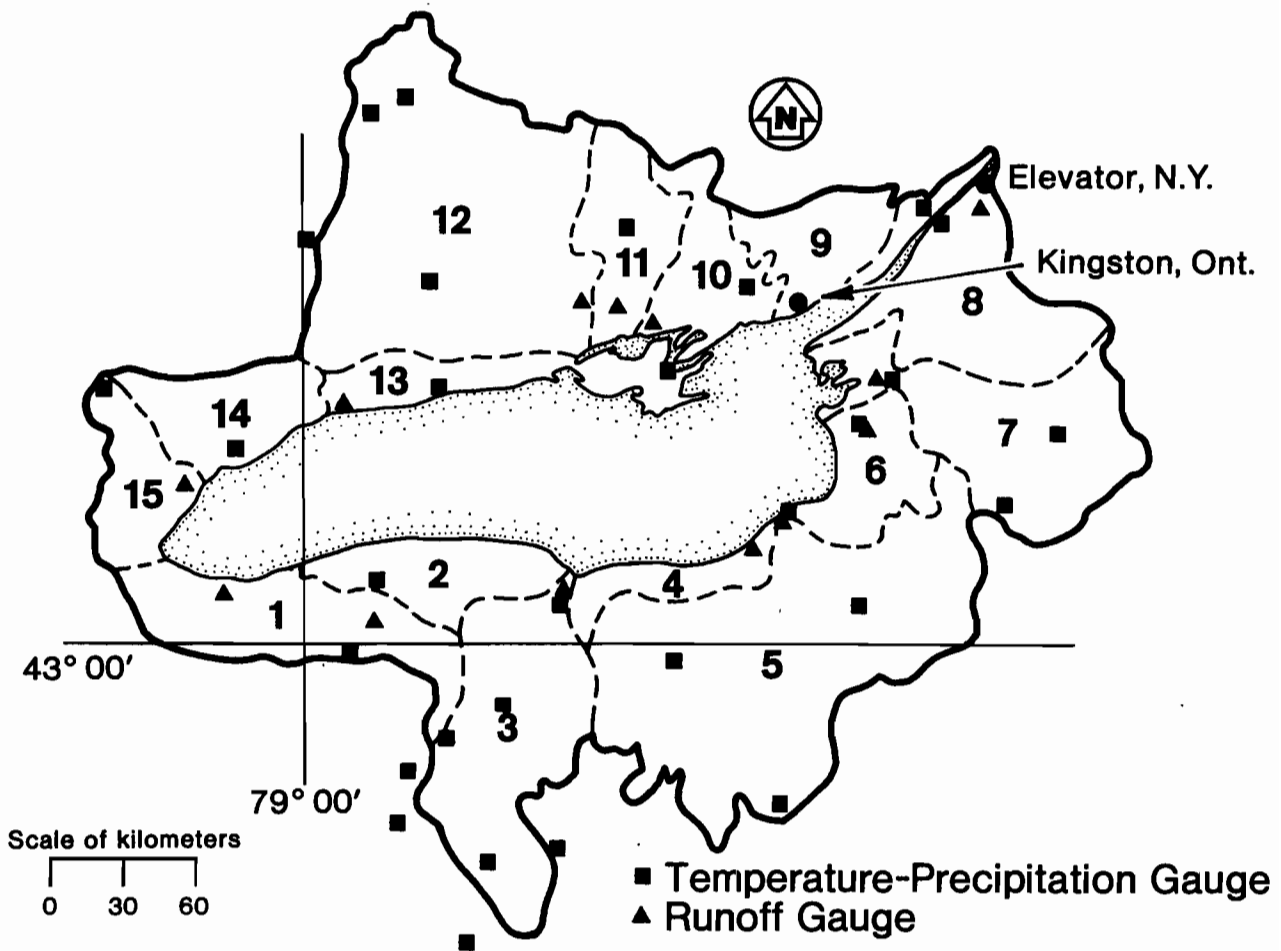 N
Elevator, N.Y.
12
9
11
10
Kingston, Ont.
8
13
14
7
15
6
2
4
1
43° 00'
5
3
79° 00'
Scale of kilometers
0 30 60
Temperature-Precipitation Gauge
Runoff Gauge